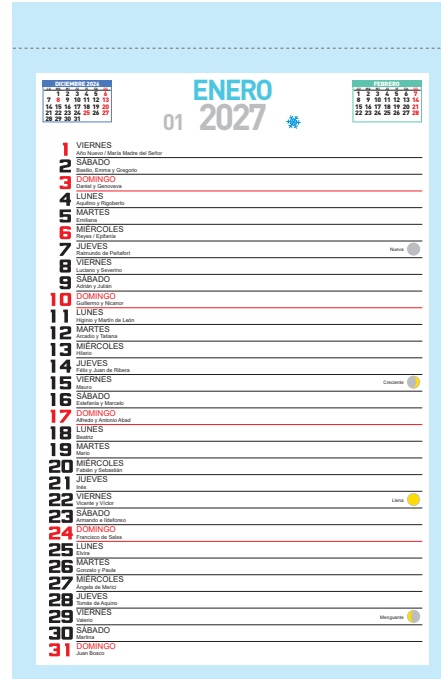 DICIEMBRE
1 2 3 4 5 6
7 8 9 10 11 12 13
14 15 16 17 18 19 20
21 22 23 24 25 26 27
28 29 30 31
ENERO
01 2027
FEBRERO
1 2 3 4 5 6 7
8 9 10 11 12 13 14
15 16 17 18 19 20 21
22 23 24 25 26 27 28
1 VIERNES
Año Nuevo / María Madre del Señor
2 SÁBADO
Basilio, Emma y Gregorio
3 DOMINGO
Daniel y Genoveva
4 LUNES
Aquilino y Rigoberto
5 MARTES
Emiliana
6 MIÉRCOLES
Reyes / Epifanía
7 JUEVES
Raimundo de Peñafort
Nueva
8 VIERNES
Luciano y Severino
9 SÁBADO
Adrián y Julián
10 DOMINGO
Guillermo y Nicanor
11 LUNES
Higinio y Martín de León
12 MARTES
Arcadio y Tatiana
13 MIÉRCOLES
Hilario
14 JUEVES
Félix y Juan de Ribera
15 VIERNES
Mauro
Creciente
16 SÁBADO
Estefanía y Marcelo
17 DOMINGO
Alfredo y Antonio Abad
18 LUNES
Beatriz
19 MARTES
Mario
20 MIÉRCOLES
Fabián y Sebastián
21 JUEVES
Inés
22 VIERNES
Vicente y Víctor
Llena
23 SÁBADO
Armando a Ildefonso
24 DOMINGO
Francisco de Sales
25 LUNES
Elvira
26 MARTES
Gonzalo y Paula
27 MIÉRCOLES
Ángela de Merici
28 JUEVES
Tomás de Aquino
29 VIERNES
Valerio
Menguante
30 SÁBADO
Martina
31 DOMINGO
Juan Bosco